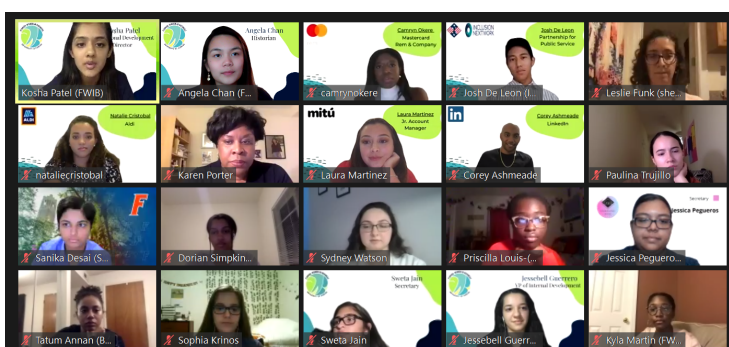 sha Patel
nal Development
Director
Kosha Patel (FWIB)
Angela Chan
Historian
Angela Chan (F...
Camryn Okere
Mastercard
Rem & Company
camrynokere
INCLUSION
NEXTWORK
Josh De Leon
Partnership for
Public Service
Josh De Leon (I...
Leslie Funk (she...
ALDI
Natalie Cristobal
Aldi
nataliecristobal
Karen Porter
mitú
Laura Martinez
Jr. Account
Manager
Laura Martinez
in
Corey Ashmeade
LinkedIn
Corey Ashmeade
Paulina Trujillo
F
Sanika Desai (S...
Dorian Simpkin...
Sydney Watson
Priscilla Louis-(...
Secretary
Jessica Pegueros
Jessica Peguero...
Tatum Annan (B...
Sophia Krinos
Sweta Jain
Secretary
Sweta Jain
Jessebell Guerrero
VP of Internal Development
Jessebell Guerr...
Kyla Martin (FW...